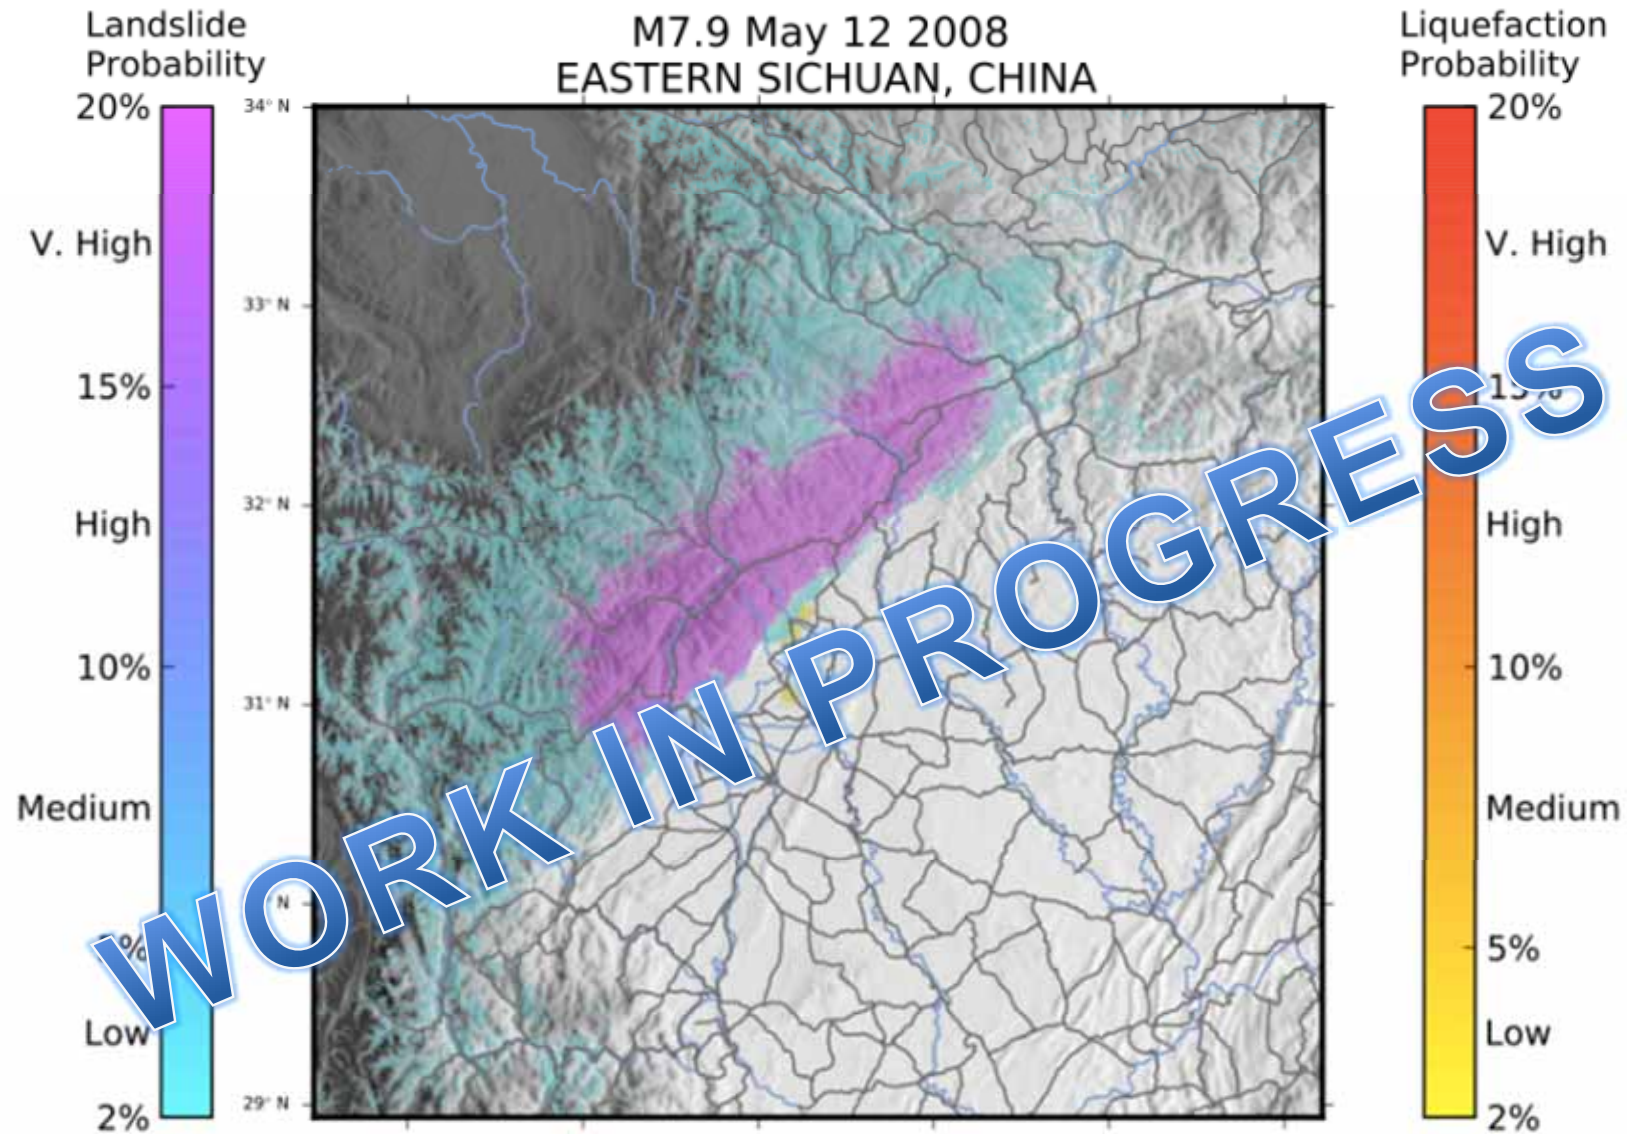 Landslide
Probability
M7.9 May 12 2008
EASTERN SICHUAN, CHINA
Liquefaction
Probability
20%
V. High
15%
High
10%
Medium
Low
2%
34° N
33° N
32° N
31° N
29° N
20%
V. High
High
10%
Medium
5%
Low
2%
WORK IN PROGRESS